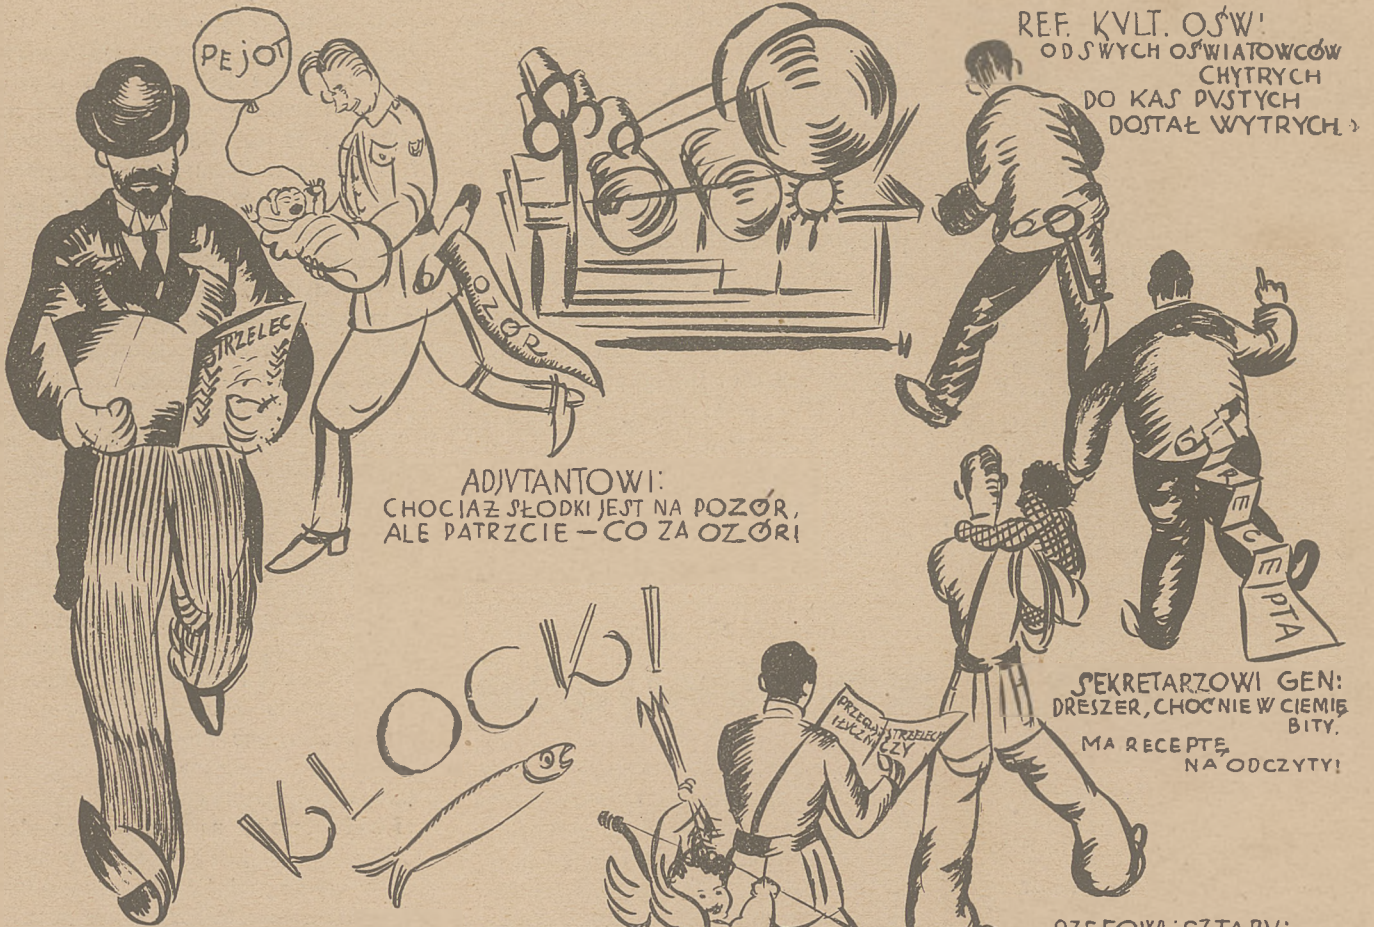 PEJOT
REF. KVLT. OŚW!
OD SWYCH OŚWIATOWCÓW
CHYTRYCH
DO KAS PVSTYCH
DOSTAŁ WYTRYCH.
STRZELEC
OZÓR
ADJVTANTOWI:
CHOCIAŻ SŁODKI JEST NA POZÓR,
ALE PATRZCIE — CO ZA OZÓR!
RECEPTA
KLOCKI
SEKRETARZOWI GEN:
DRESZER, CHOĆ NIE W CIEMIĘ
BITY.
MA RECEPTĘ
NA ODCZYTY!
STRZELECKI
CZY